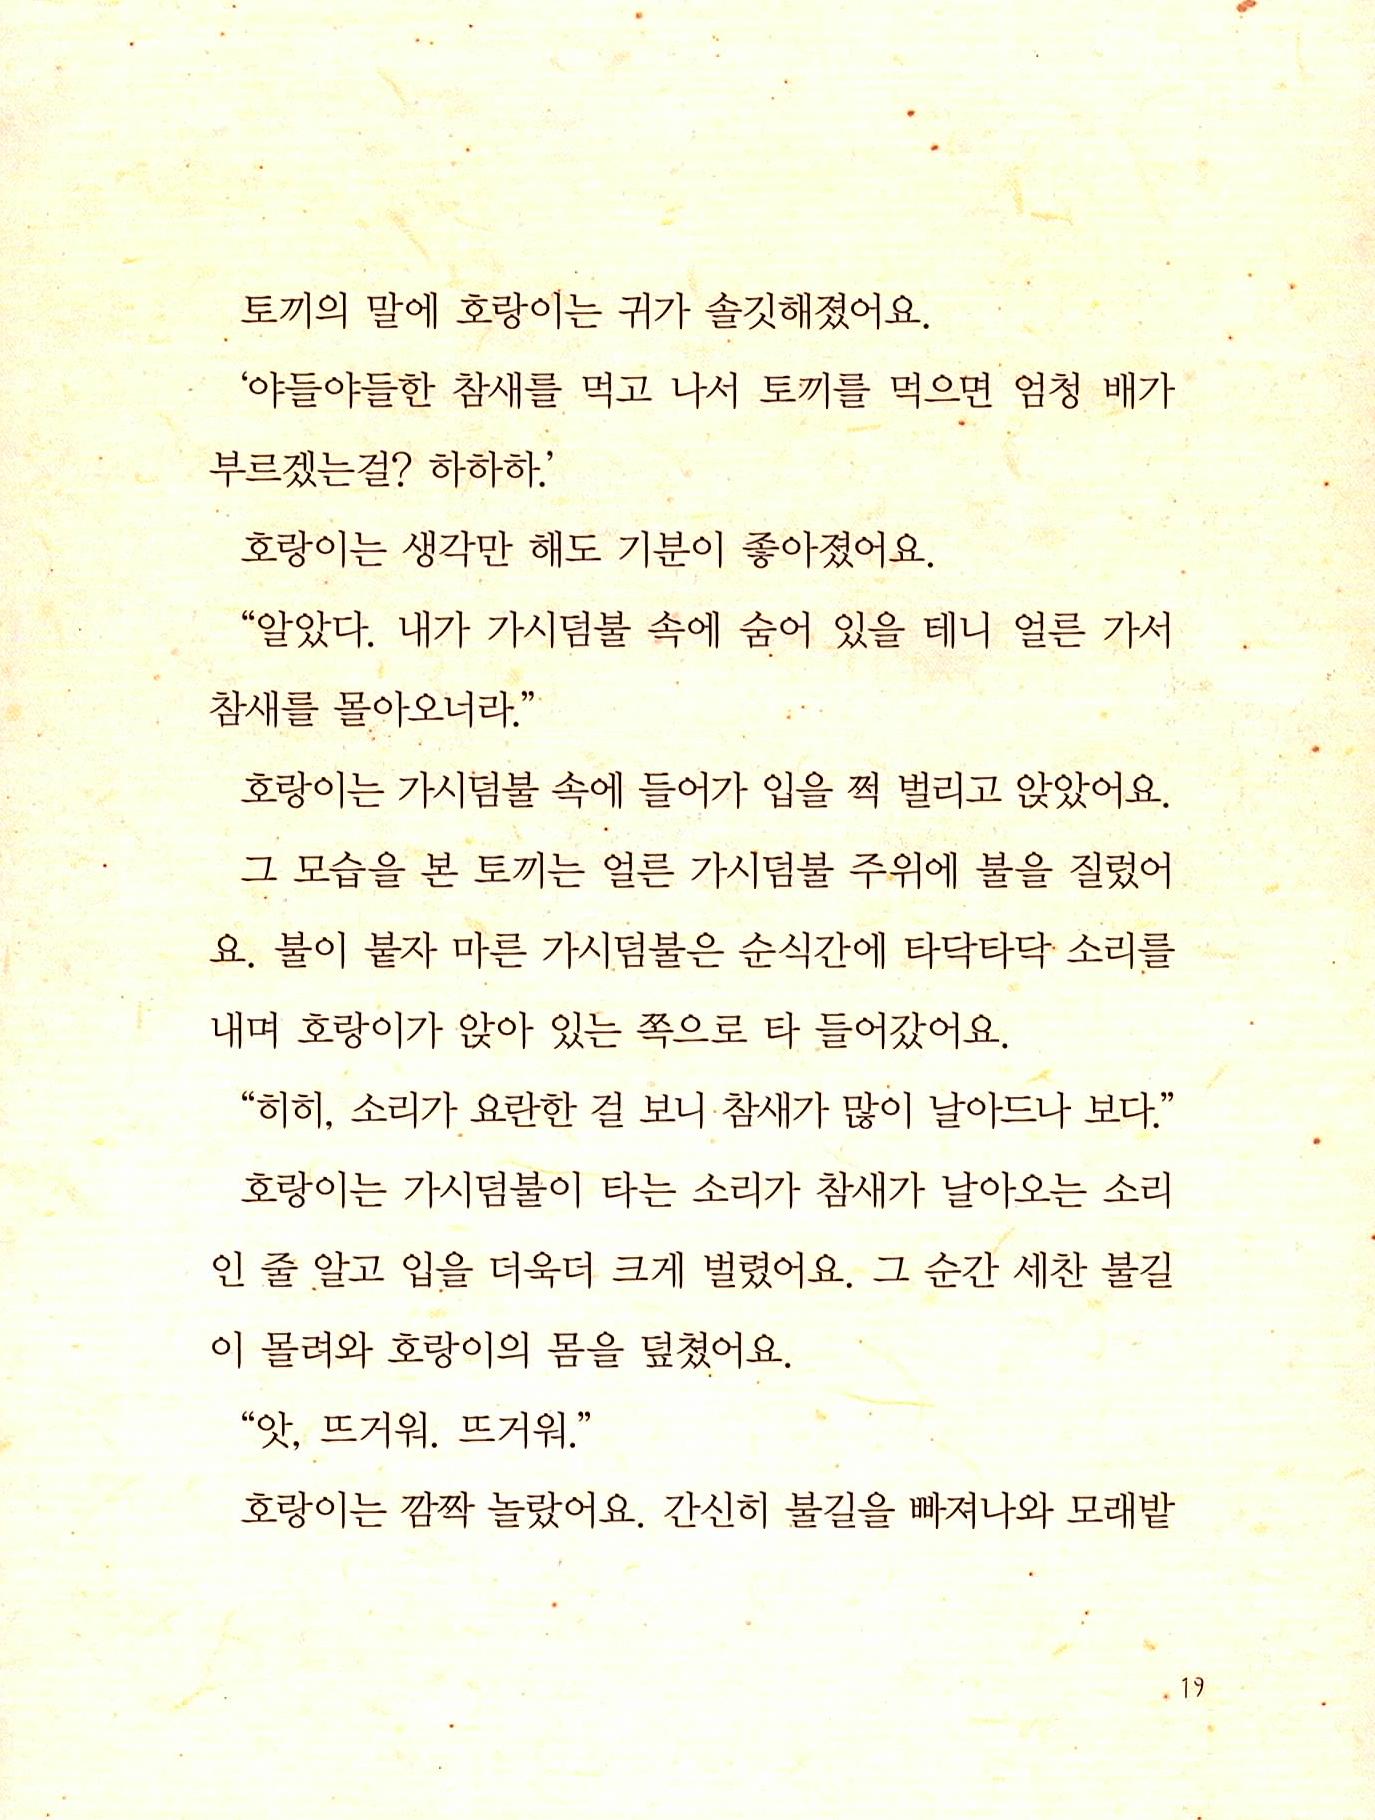 토끼의 말에 호랑이는 귀가 솔깃해졌어요.
‘야들야들한 참새를 먹고 나서 토끼를 먹으면 엄청 배가
부르겠는걸? 하하하.’
호랑이는 생각만 해도 기분이 좋아졌어요.
“알았다. 내가 가시덤불 속에 숨어 있을 테니 얼른 가서
참새를 몰아오너라.”
호랑이는 가시덤불 속에 들어가 입을 쩍 벌리고 앉았어요.
그 모습을 본 토끼는 얼른 가시덤불 주위에 불을 질렀어
요. 불이 붙자 마른 가시덤불은 순식간에 타닥타닥 소리를
내며 호랑이가 앉아 있는 쪽으로 타 들어갔어요.
“히히, 소리가 요란한 걸 보니 참새가 많이 날아드나 보다.”
호랑이는 가시덤불이 타는 소리가 참새가 날아오는 소리
인 줄 알고 입을 더욱더 크게 벌렸어요. 그 순간 세찬 불길
이 몰려와 호랑이의 몸을 덮쳤어요.
“앗, 뜨거워. 뜨거워.”
호랑이는 깜짝 놀랐어요. 간신히 불길을 빠져나와 모래밭
19